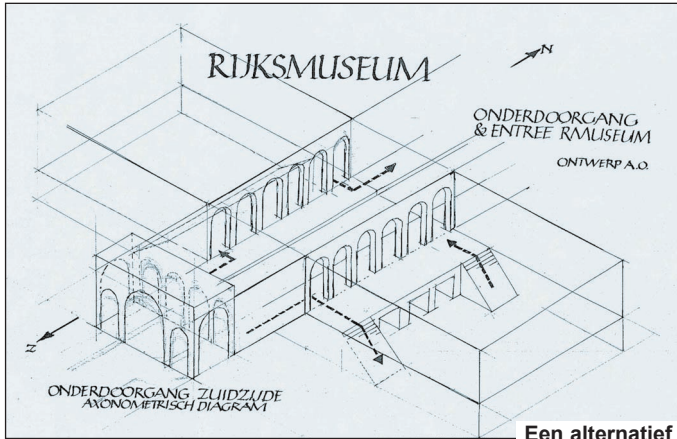 RIJKSMUSEUM
N
ONDERDOORGANG
& ENTREE RMUSEUM
ONTWERP A.O.
Z
ONDERDOORGANG ZUIDZIJDE
AXONOMETRISCH DIAGRAM
Een alternatief